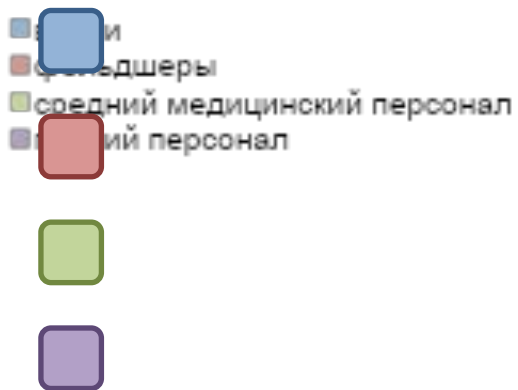 фельдшеры
средний медицинский персонал
персонал